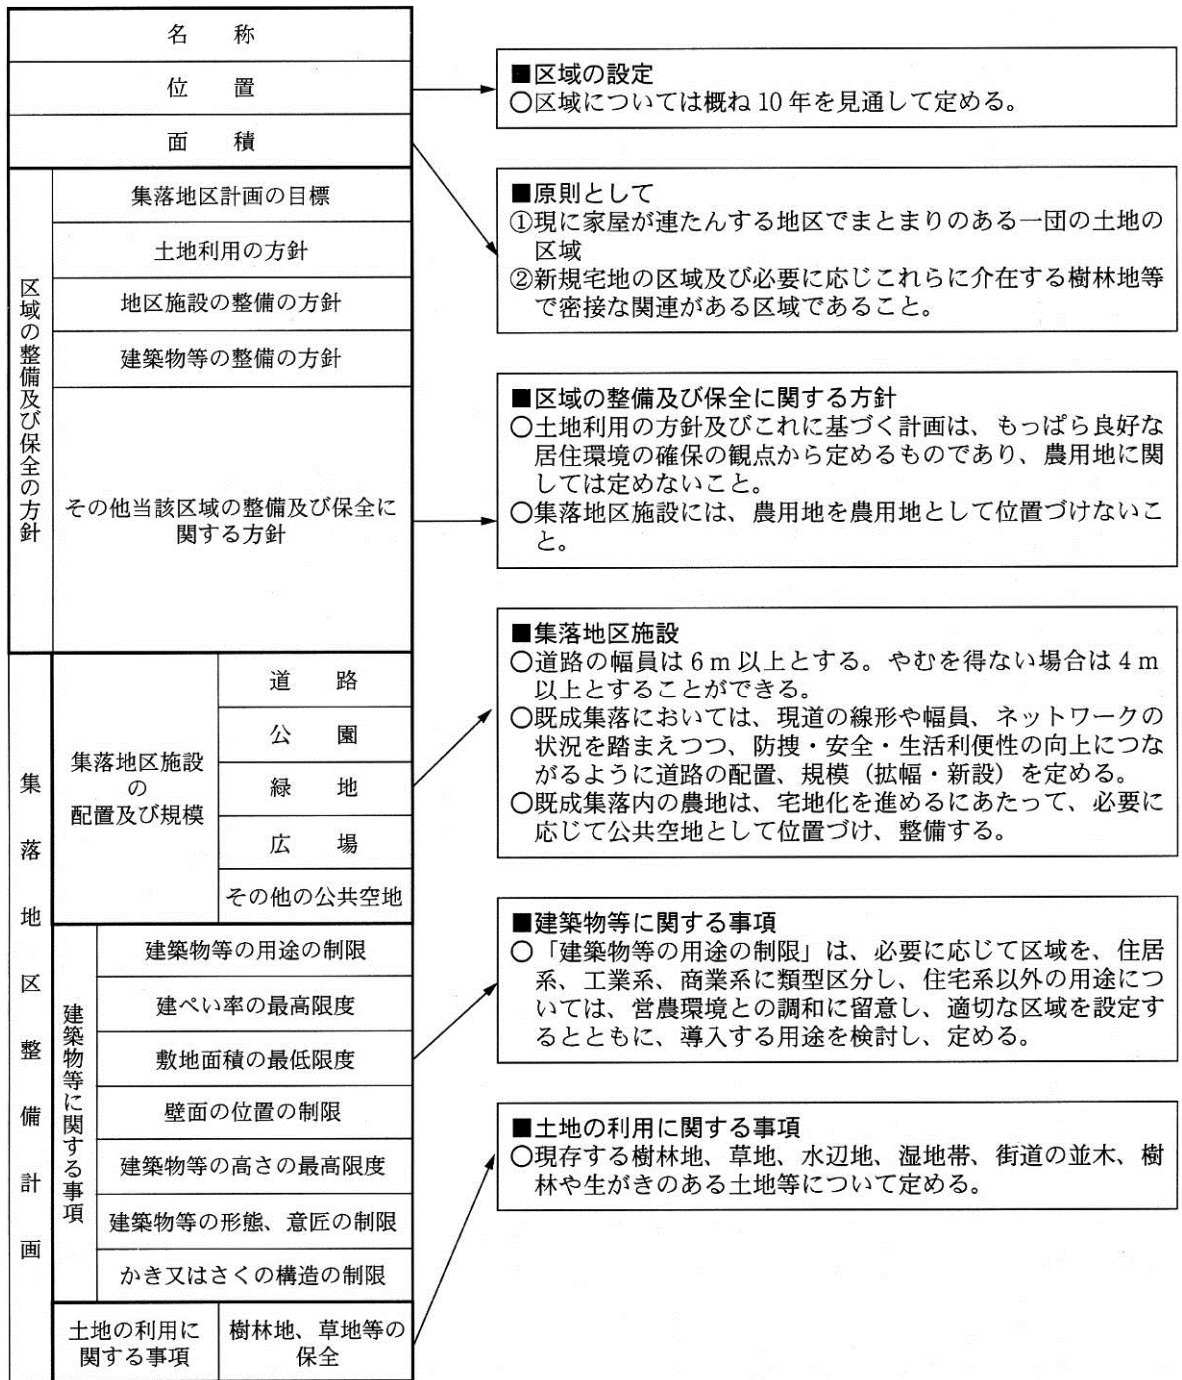 名　称
位　置
面　積
区域の整備及び保全の方針
集落地区計画の目標
土地利用の方針
地区施設の整備の方針
建築物等の整備の方針
その他当該区域の整備及び保全に
関する方針
集落地区整備計画
集落地区施設
の
配置及び規模
道　路
公　園
緑　地
広　場
その他の公共空地
建築物等に関する事項
建築物等の用途の制限
建ぺい率の最高限度
敷地面積の最低限度
壁面の位置の制限
建築物等の高さの最高限度
建築物等の形態、意匠の制限
かき又はさくの構造の制限
土地の利用に
関する事項
樹林地、草地等の
保全
■区域の設定
○区域については概ね10年を見通して定める。
■原則として
①現に家屋が連たんする地区でまとまりのある一団の土地の
区域
②新規宅地の区域及び必要に応じこれらに介在する樹林地等
で密接な関連がある区域であること。
■区域の整備及び保全に関する方針
○土地利用の方針及びこれに基づく計画は、もっぱら良好な
居住環境の確保の観点から定めるものであり、農用地に関
しては定めないこと。
○集落地区施設には、農用地を農用地として位置づけないこ
と。
■集落地区施設
○道路の幅員は6m以上とする。やむを得ない場合は4m
以上とすることができる。
○既成集落においては、現道の線形や幅員、ネットワークの
状況を踏まえつつ、防捜・安全・生活利便性の向上につな
がるように道路の配置、規模（拡幅・新設）を定める。
○既成集落内の農地は、宅地化を進めるにあたって、必要に
応じて公共空地として位置づけ、整備する。
■建築物等に関する事項
○「建築物等の用途の制限」は、必要に応じて区域を、住居
系、工業系、商業系に類型区分し、住宅系以外の用途につ
いては、営農環境との調和に留意し、適切な区域を設定す
るとともに、導入する用途を検討し、定める。
■土地の利用に関する事項
○現存する樹林地、草地、水辺地、湿地帯、街道の並木、樹
林や生がきのある土地等について定める。